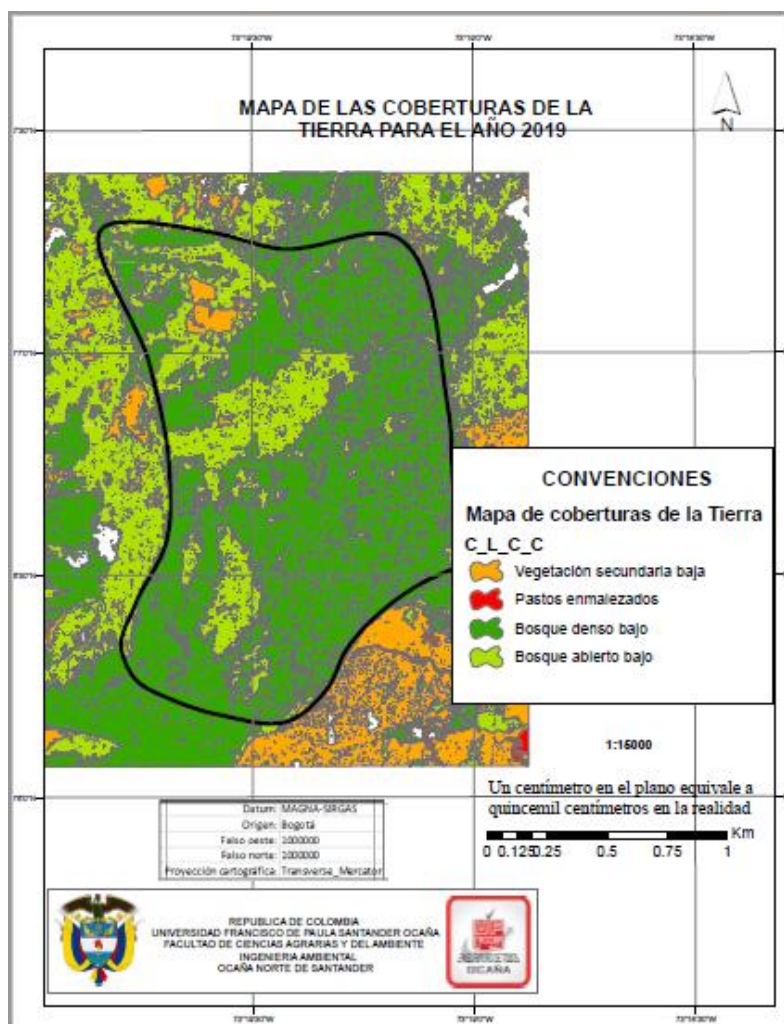 MAPA DE LAS COBERTURAS DE LA
TIERRA PARA EL AÑO 2019
N
CONVENCIONES
Mapa de coberturas de la Tierra
C_L_C_C
Vegetación secundaria baja
Pastos enmalezados
Bosque denso bajo
Bosque abierto bajo
1:15000
Un centímetro en el plano equivale a
quincemil centímetros en la realidad
Km
0 0.125 0.25 0.5 0.75 1
Datum: MAGNA-SIRGAS
Origen: Bogotá
Falso oeste: 1000000
Falso norte: 1000000
Proyección cartográfica: Transverse_Mercator
REPUBLICA DE COLOMBIA
UNIVERSIDAD FRANCISCO DE PAULA SANTANDER OCAÑA
FACULTAD DE CIENCIAS AGRARIAS Y DEL AMBIENTE
INGENIERIA AMBIENTAL
OCAÑA NORTE DE SANTANDER
OCAÑA